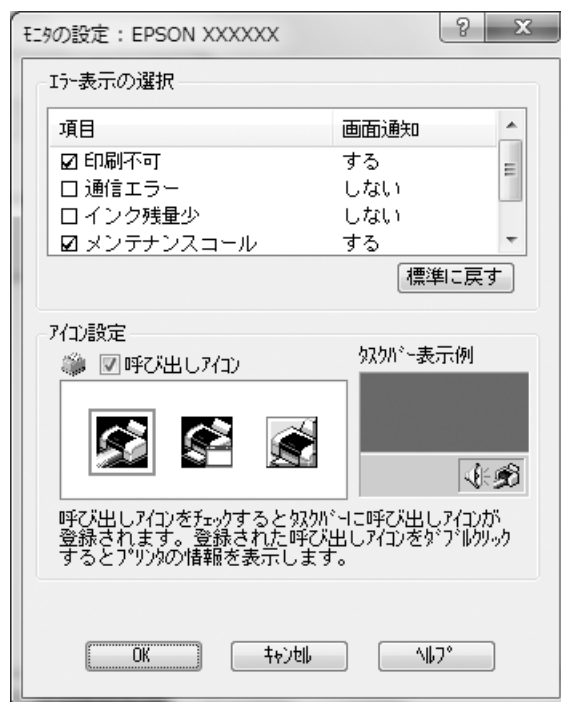 ﾓﾆﾀの設定：EPSON XXXXXX
ｴﾗｰ表示の選択
項目 画面通知
印刷不可 する
通信エラー しない
インク残量少 しない
メンテナンスコール する
標準に戻す
ｱｲｺﾝ設定
呼び出しｱｲｺﾝ
ﾀｽｸﾊﾞｰ表示例
呼び出しｱｲｺﾝをﾁｪｯｸするとﾀｽｸﾊﾞｰに呼び出しｱｲｺﾝが
登録されます。登録された呼び出しｱｲｺﾝをﾀﾞﾌﾞﾙｸﾘｯｸ
するとﾌﾟﾘﾝﾀの情報を表示します。
OK ｷｬﾝｾﾙ ﾍﾙﾌﾟ